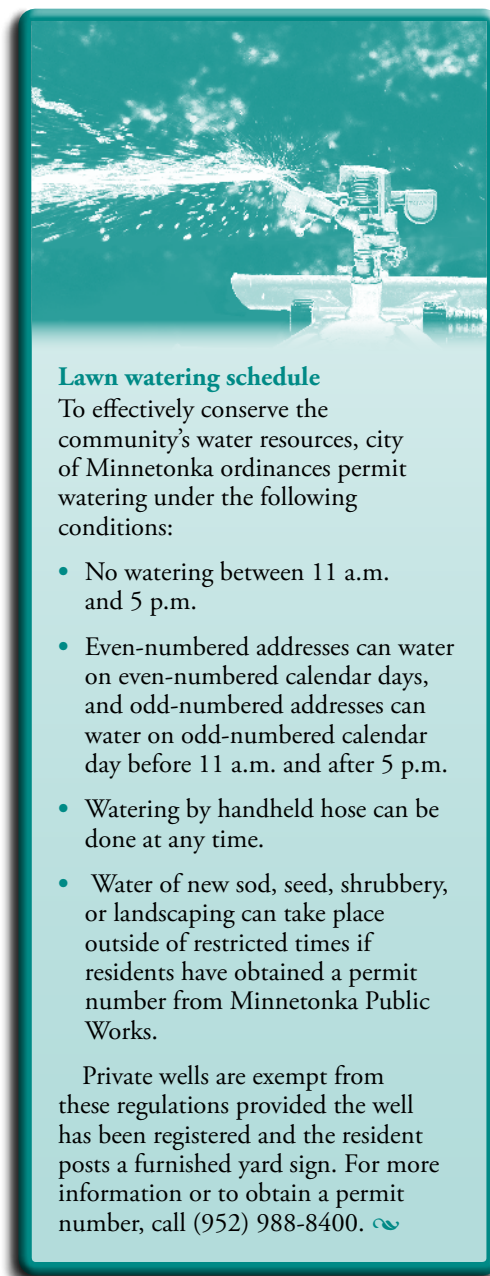 Lawn watering schedule
To effectively conserve the
community’s water resources, city
of Minnetonka ordinances permit
watering under the following
conditions:
• No watering between 11 a.m.
and 5 p.m.
• Even-numbered addresses can water
on even-numbered calendar days,
and odd-numbered addresses can
water on odd-numbered calendar
day before 11 a.m. and after 5 p.m.
• Watering by handheld hose can be
done at any time.
• Water of new sod, seed, shrubbery,
or landscaping can take place
outside of restricted times if
residents have obtained a permit
number from Minnetonka Public
Works.
Private wells are exempt from
these regulations provided the well
has been registered and the resident
posts a furnished yard sign. For more
information or to obtain a permit
number, call (952) 988-8400.